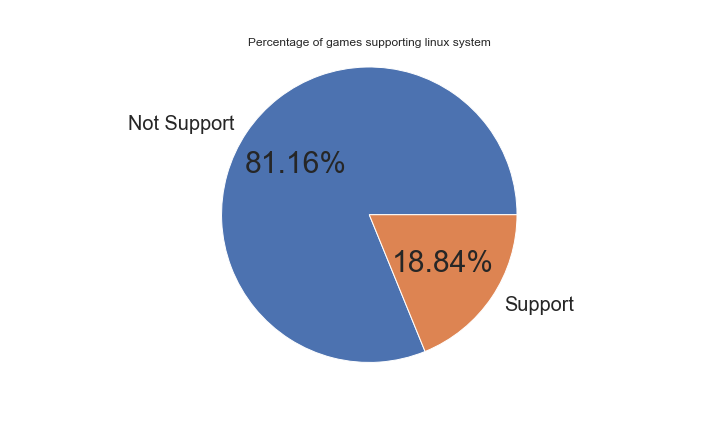 Percentage of games supporting linux system
Not Support
81.16%
18.84%
Support